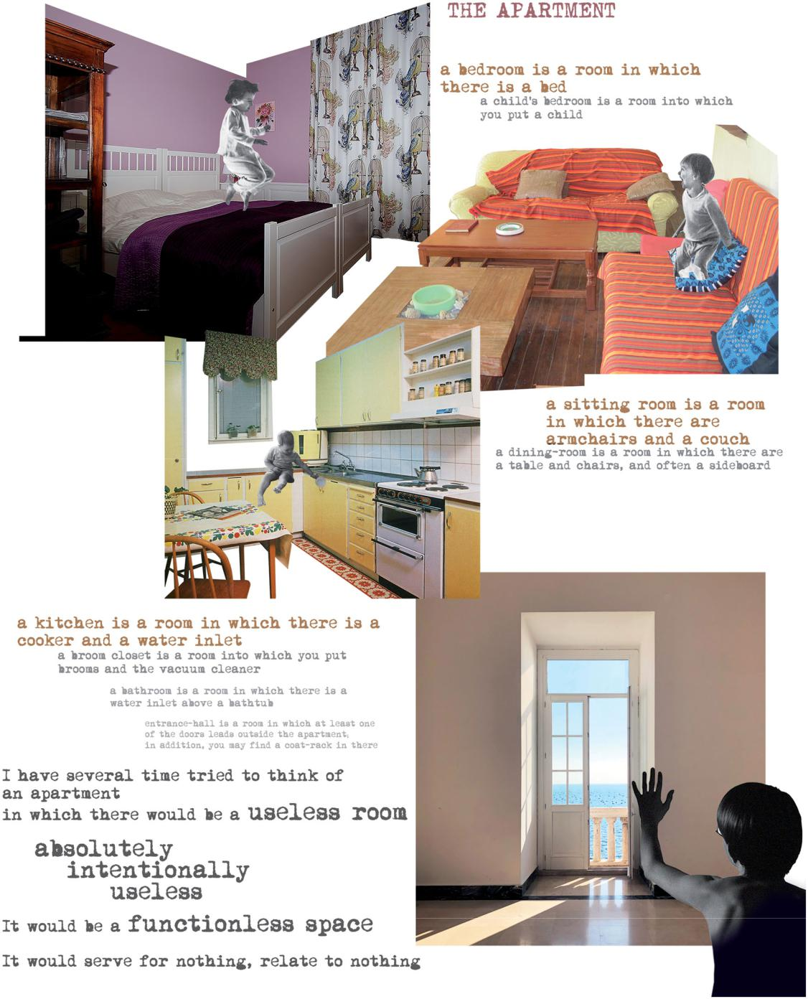 THE APARTMENT
a bedroom is a room in which
there is a bed
a child's bedroom is a room into which
you put a child
a sitting room is a room
in which there are
armchairs and a couch
a dining-room is a room in which there are
a table and chairs, and often a sideboard
a kitchen is a room in which there is a
cooker and a water inlet
a broom closet is a room into which you put
brooms and the vacuum cleaner
a bathroom is a room in which there is a
water inlet above a bathtub
entrance-hall is a room in which at least one
of the doors leads outside the apartment;
in addition, you may find a coat-rack in there
I have several time tried to think of
an apartment
in which there would be a useless room
absolutely
intentionally
useless
It would be a functionless space
It would serve for nothing, relate to nothing